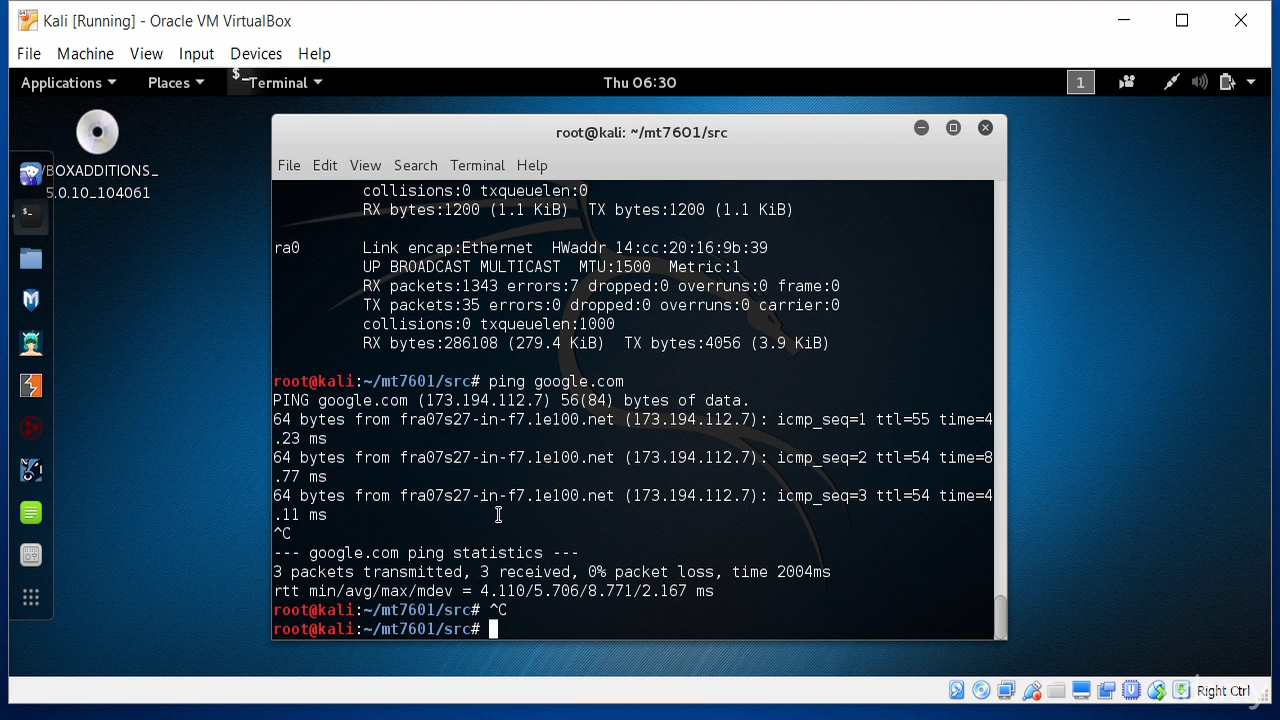 Kali [Running] - Oracle VM VirtualBox
File Machine View Input Devices Help
Applications Places Terminal Thu 06:30 1
root@kali: ~/mt7601/src
VBOXADDITIONS_
5.0.10_104061
File Edit View Search Terminal Help
collisions:0 txqueuelen:0
RX bytes:1200 (1.1 KiB)  TX bytes:1200 (1.1 KiB)
ra0       Link encap:Ethernet  HWaddr 14:cc:20:16:9b:39
UP BROADCAST MULTICAST  MTU:1500  Metric:1
RX packets:1343 errors:7 dropped:0 overruns:0 frame:0
TX packets:35 errors:0 dropped:0 overruns:0 carrier:0
collisions:0 txqueuelen:1000
RX bytes:286108 (279.4 KiB)  TX bytes:4056 (3.9 KiB)
root@kali:~/mt7601/src# ping google.com
PING google.com (173.194.112.7) 56(84) bytes of data.
64 bytes from fra07s27-in-f7.1e100.net (173.194.112.7): icmp_seq=1 ttl=55 time=4
.23 ms
64 bytes from fra07s27-in-f7.1e100.net (173.194.112.7): icmp_seq=2 ttl=54 time=8
.77 ms
64 bytes from fra07s27-in-f7.1e100.net (173.194.112.7): icmp_seq=3 ttl=54 time=4
.11 ms
^C
--- google.com ping statistics ---
3 packets transmitted, 3 received, 0% packet loss, time 2004ms
rtt min/avg/max/mdev = 4.110/5.706/8.771/2.167 ms
root@kali:~/mt7601/src# ^C
root@kali:~/mt7601/src#
Right Ctrl